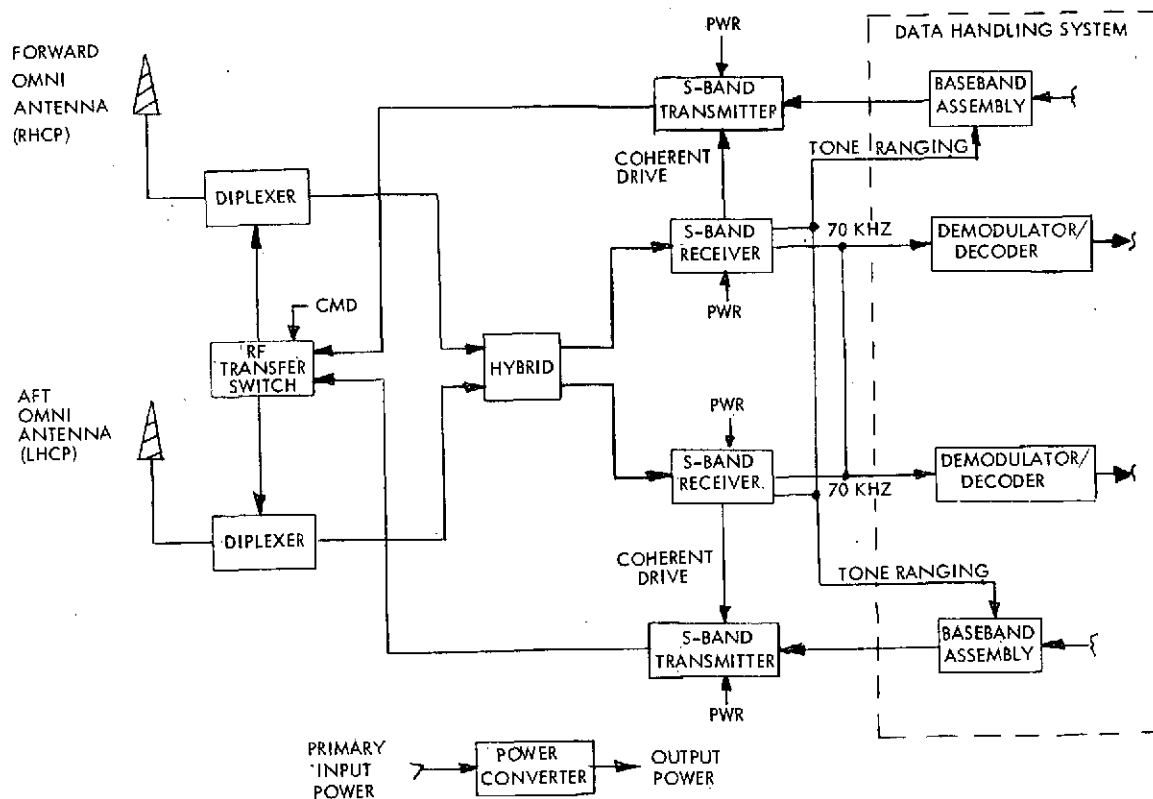 FORWARD
OMNI
ANTENNA
(RHCP)
DIPLEXER
CMD
RF
TRANSFER
SWITCH
AFT
OMNI
ANTENNA
(LHCP)
DIPLEXER
HYBRID
PWR
S-BAND
TRANSMITTER
COHERENT
DRIVE
S-BAND
RECEIVER
PWR
PWR
S-BAND
RECEIVER.
COHERENT
DRIVE
S-BAND
TRANSMITTER
PWR
DATA HANDLING SYSTEM
BASEBAND
ASSEMBLY
TONE RANGING
70 KHZ
DEMODULATOR/
DECODER
DEMODULATOR/
DECODER
70 KHZ
TONE RANGING
BASEBAND
ASSEMBLY
PRIMARY
INPUT
POWER
POWER
CONVERTER
OUTPUT
POWER